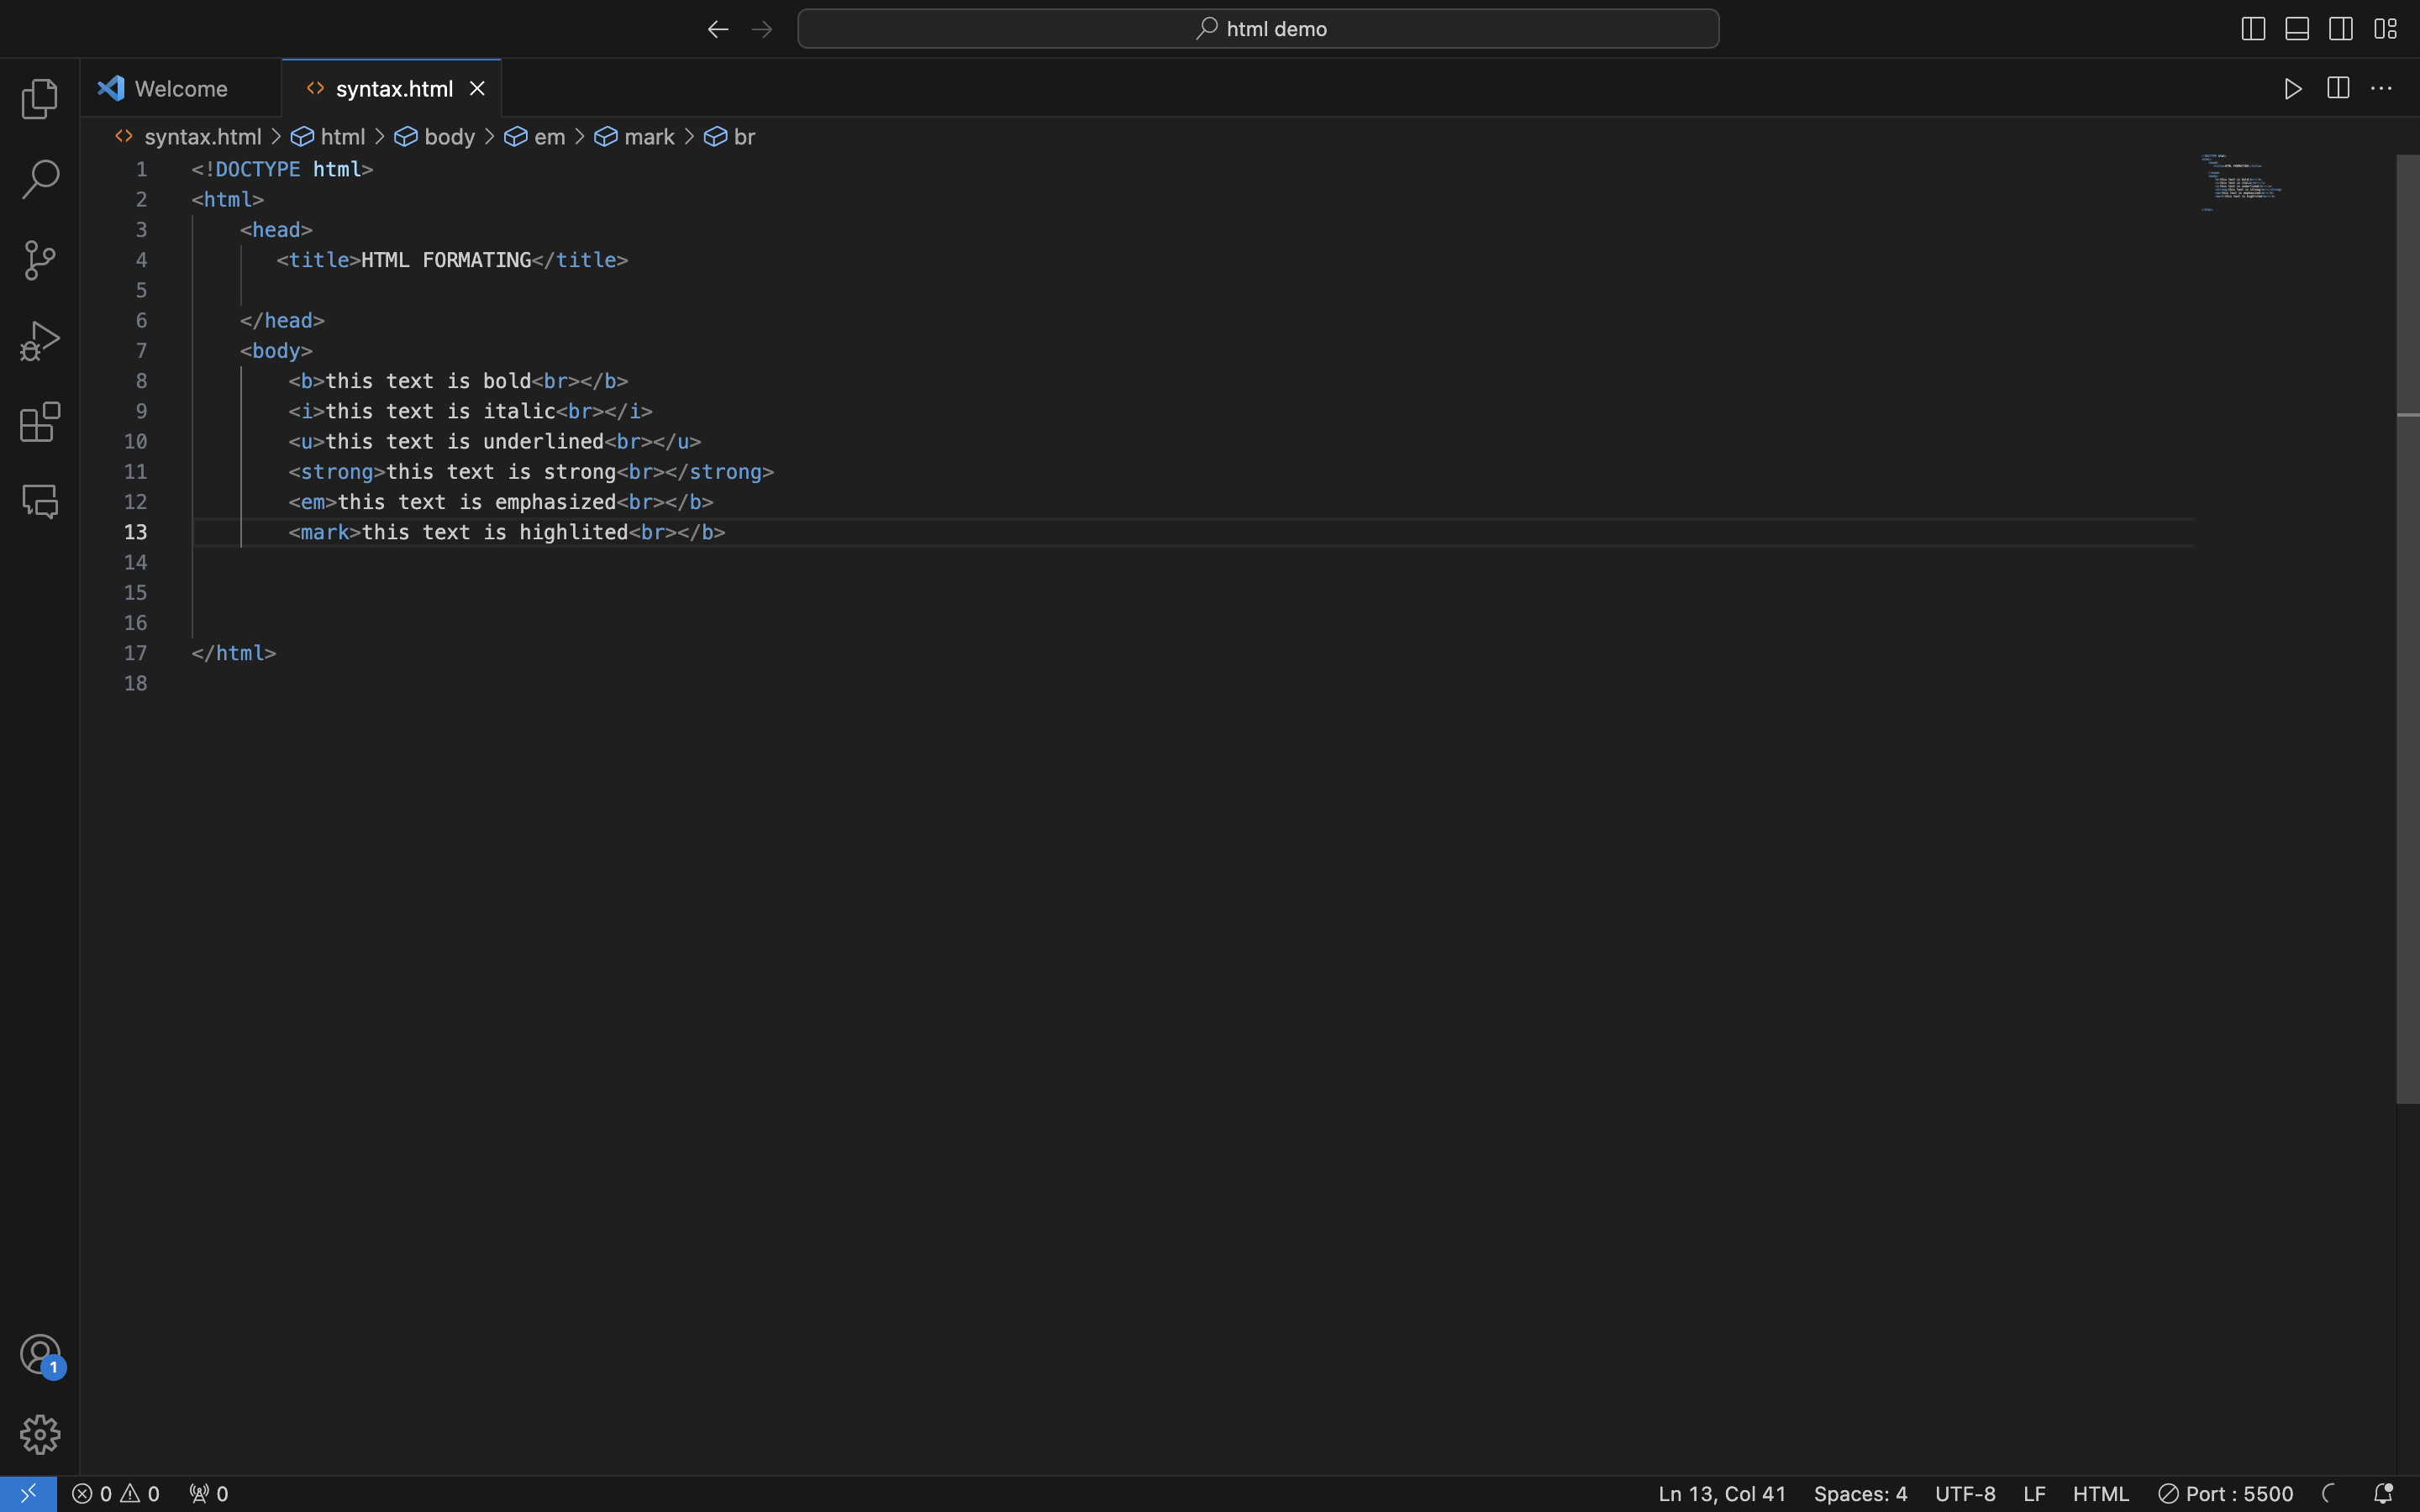 html demo
Welcome
syntax.html
syntax.html > html > body > em > mark > br
1 <!DOCTYPE html>
2 <html>
3     <head>
4        <title>HTML FORMATING</title>
5
6     </head>
7     <body>
8         <b>this text is bold<br></b>
9         <i>this text is italic<br></i>
10         <u>this text is underlined<br></u>
11         <strong>this text is strong<br></strong>
12         <em>this text is emphasized<br></b>
13         <mark>this text is highlited<br></b>
14
15
16
17 </html>
18
1
0 0 0 Ln 13, Col 41 Spaces: 4 UTF-8 LF HTML Port : 5500